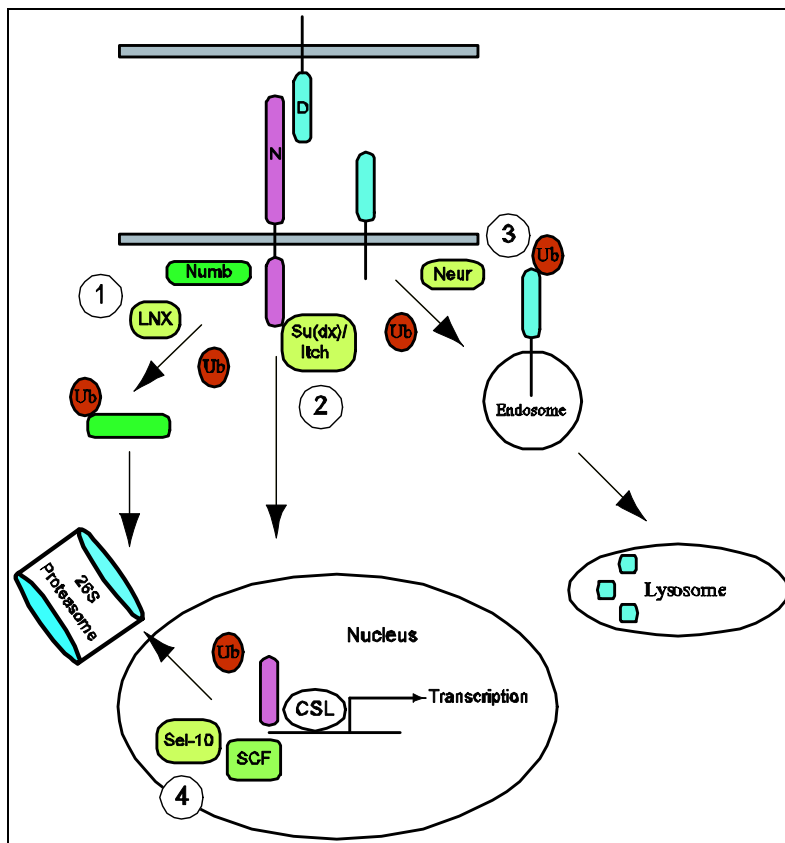 D
N
3
Ub
Numb
Neur
1
LNX
Su(dx)/
Itch
Ub
Ub
Ub
2
Endosome
26S
Proteasome
Lysosome
Nucleus
Ub
Transcription
CSL
Sel-10
SCF
4